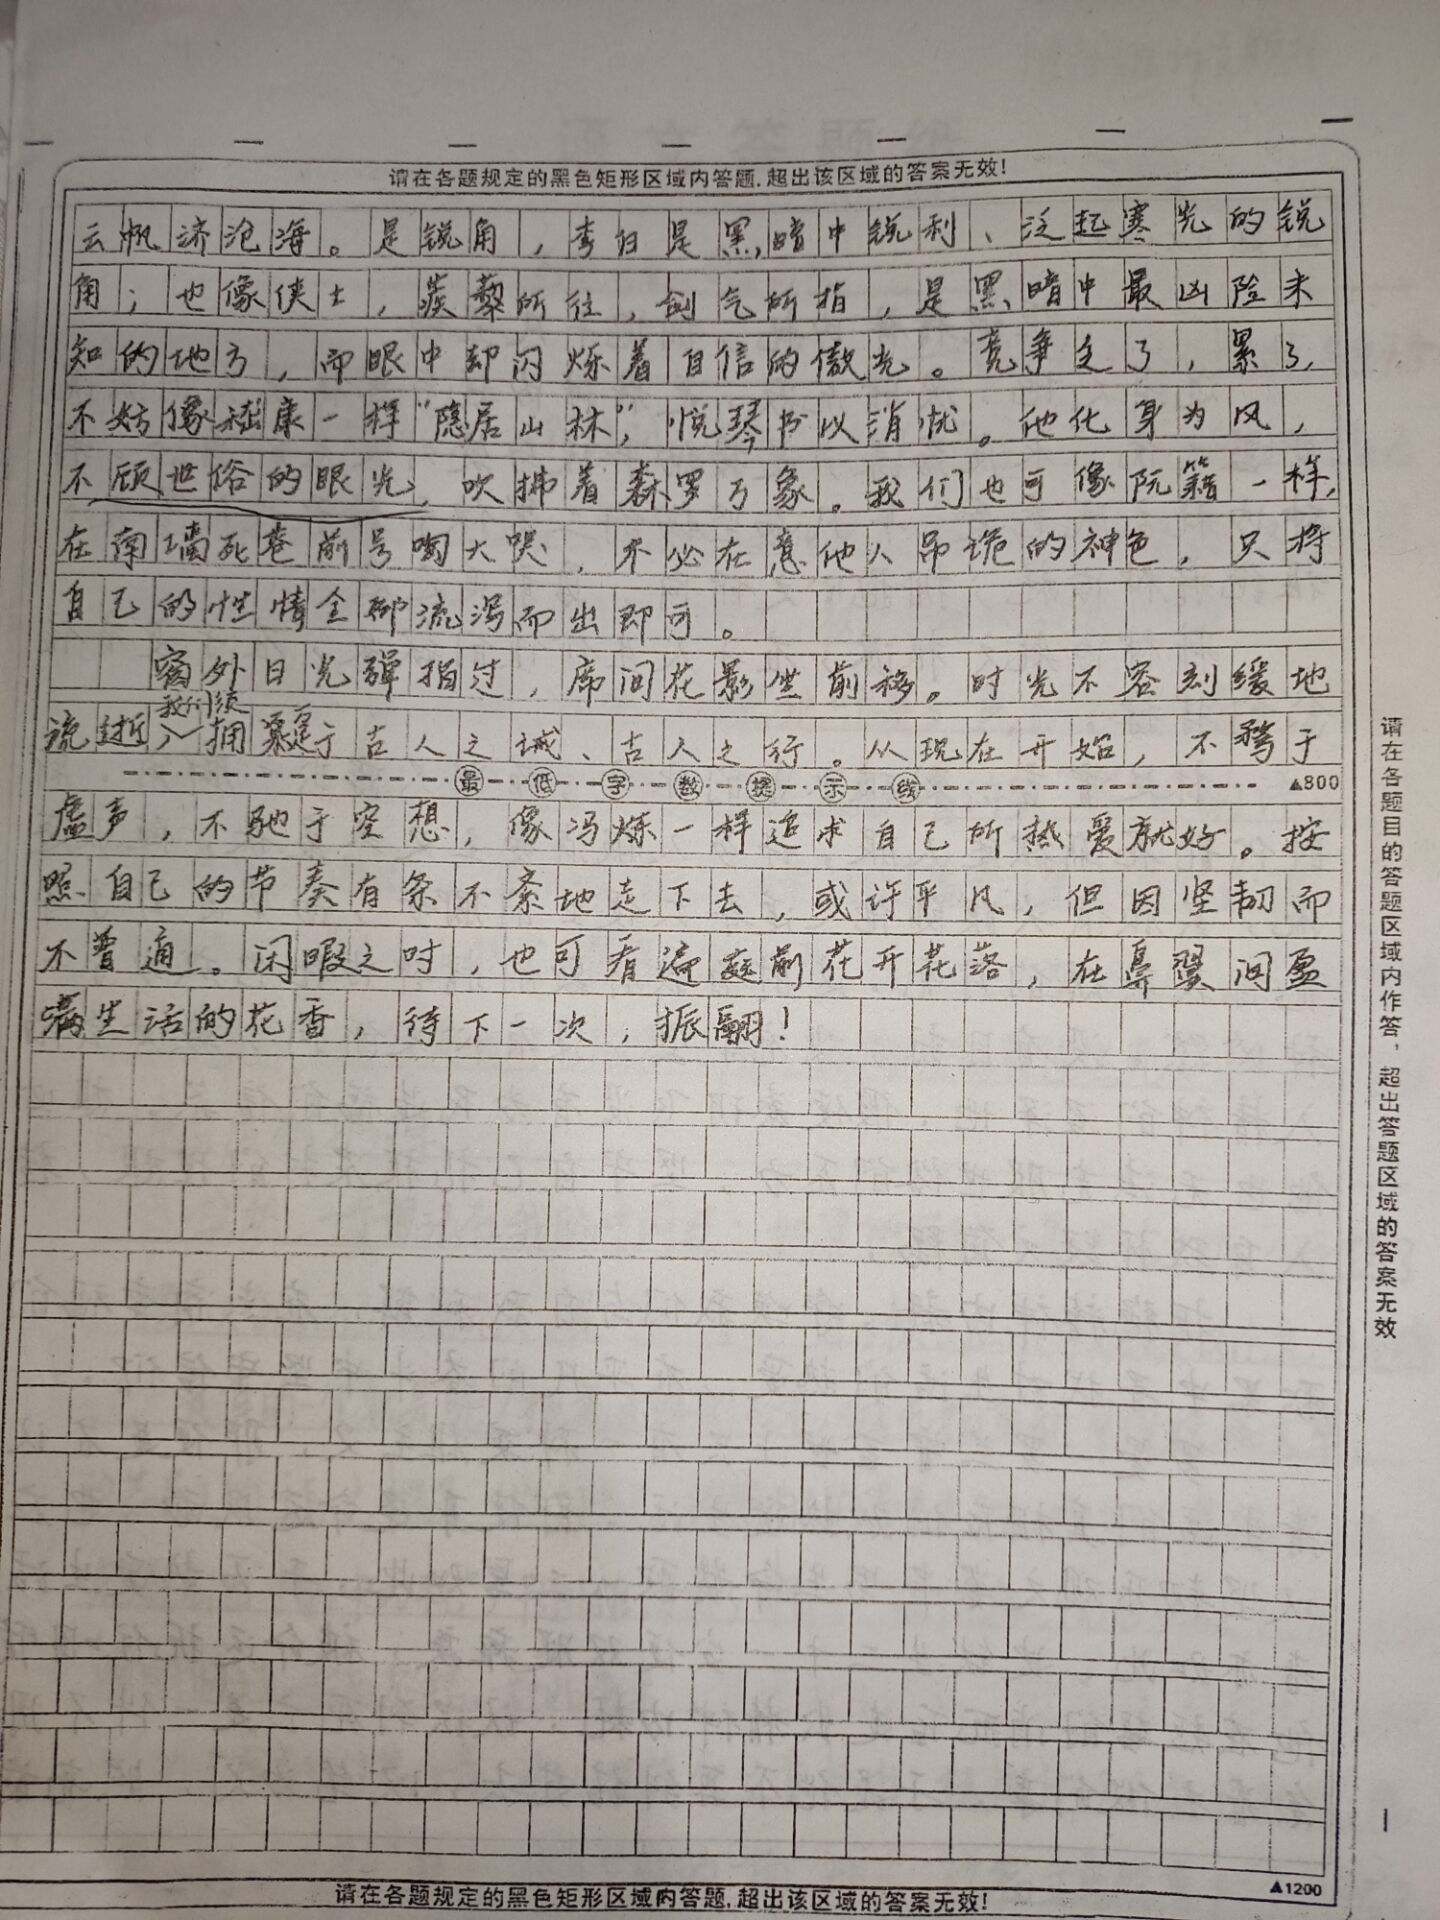 请在各题规定的黑色矩形区域内答题,超出该区域的答案无效!
云帆济沧海。是锐角，李白是黑暗中锐利、泛起寒光的锐
角；也像侠士，蒺藜所往，剑气所指，是黑暗中最凶险未
知的地方，而眼中却闪烁着自信的傲光。竞争乏了，累了，
不妨像嵇康一样“隐居山林”，悦琴书以消忧。他化身为风，
不顾世俗的眼光，吹拂着森罗万象。我们也可像阮籍一样，
在南墙死巷前号啕大哭，不必在意他人吊诡的神色，只将
自己的性情全部流泻而出即可。
窗外日光弹指过，席间花影坐前移。时光不容刻缓地
流逝，我们须拥趸于古人之诚、古人之行。从现在开始，不骛于
最低字数提示线 ▲800
虚声，不驰于空想，像冯烁一样追求自己所热爱就好。按
照自己的节奏有条不紊地走下去，或许平凡，但因坚韧而
不普通。闲暇之时，也可看遍庭前花开花落，在鼻翼间盈
满生活的花香，待下一次，振翮！
请在各题目的答题区域内作答，超出答题区域的答案无效
▲1200
请在各题规定的黑色矩形区域内答题,超出该区域的答案无效!